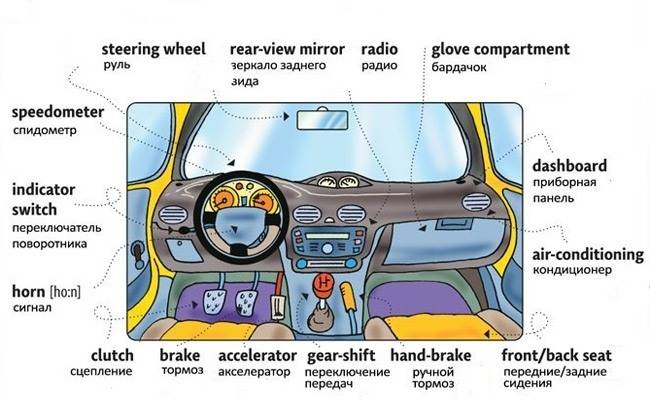 steering wheel
руль
rear-view mirror
зеркало заднего
зида
radio
радио
glove compartment
бардачок
speedometer
спидометр
indicator
switch
переключатель
поворотника
horn [ho:n]
сигнал
dashboard
приборная
панель
air-conditioning
кондиционер
H
clutch
сцепление
brake
тормоз
accelerator
акселератор
gear-shift
переключение
передач
hand-brake
ручной
тормоз
front/back seat
передние/задние
сидения